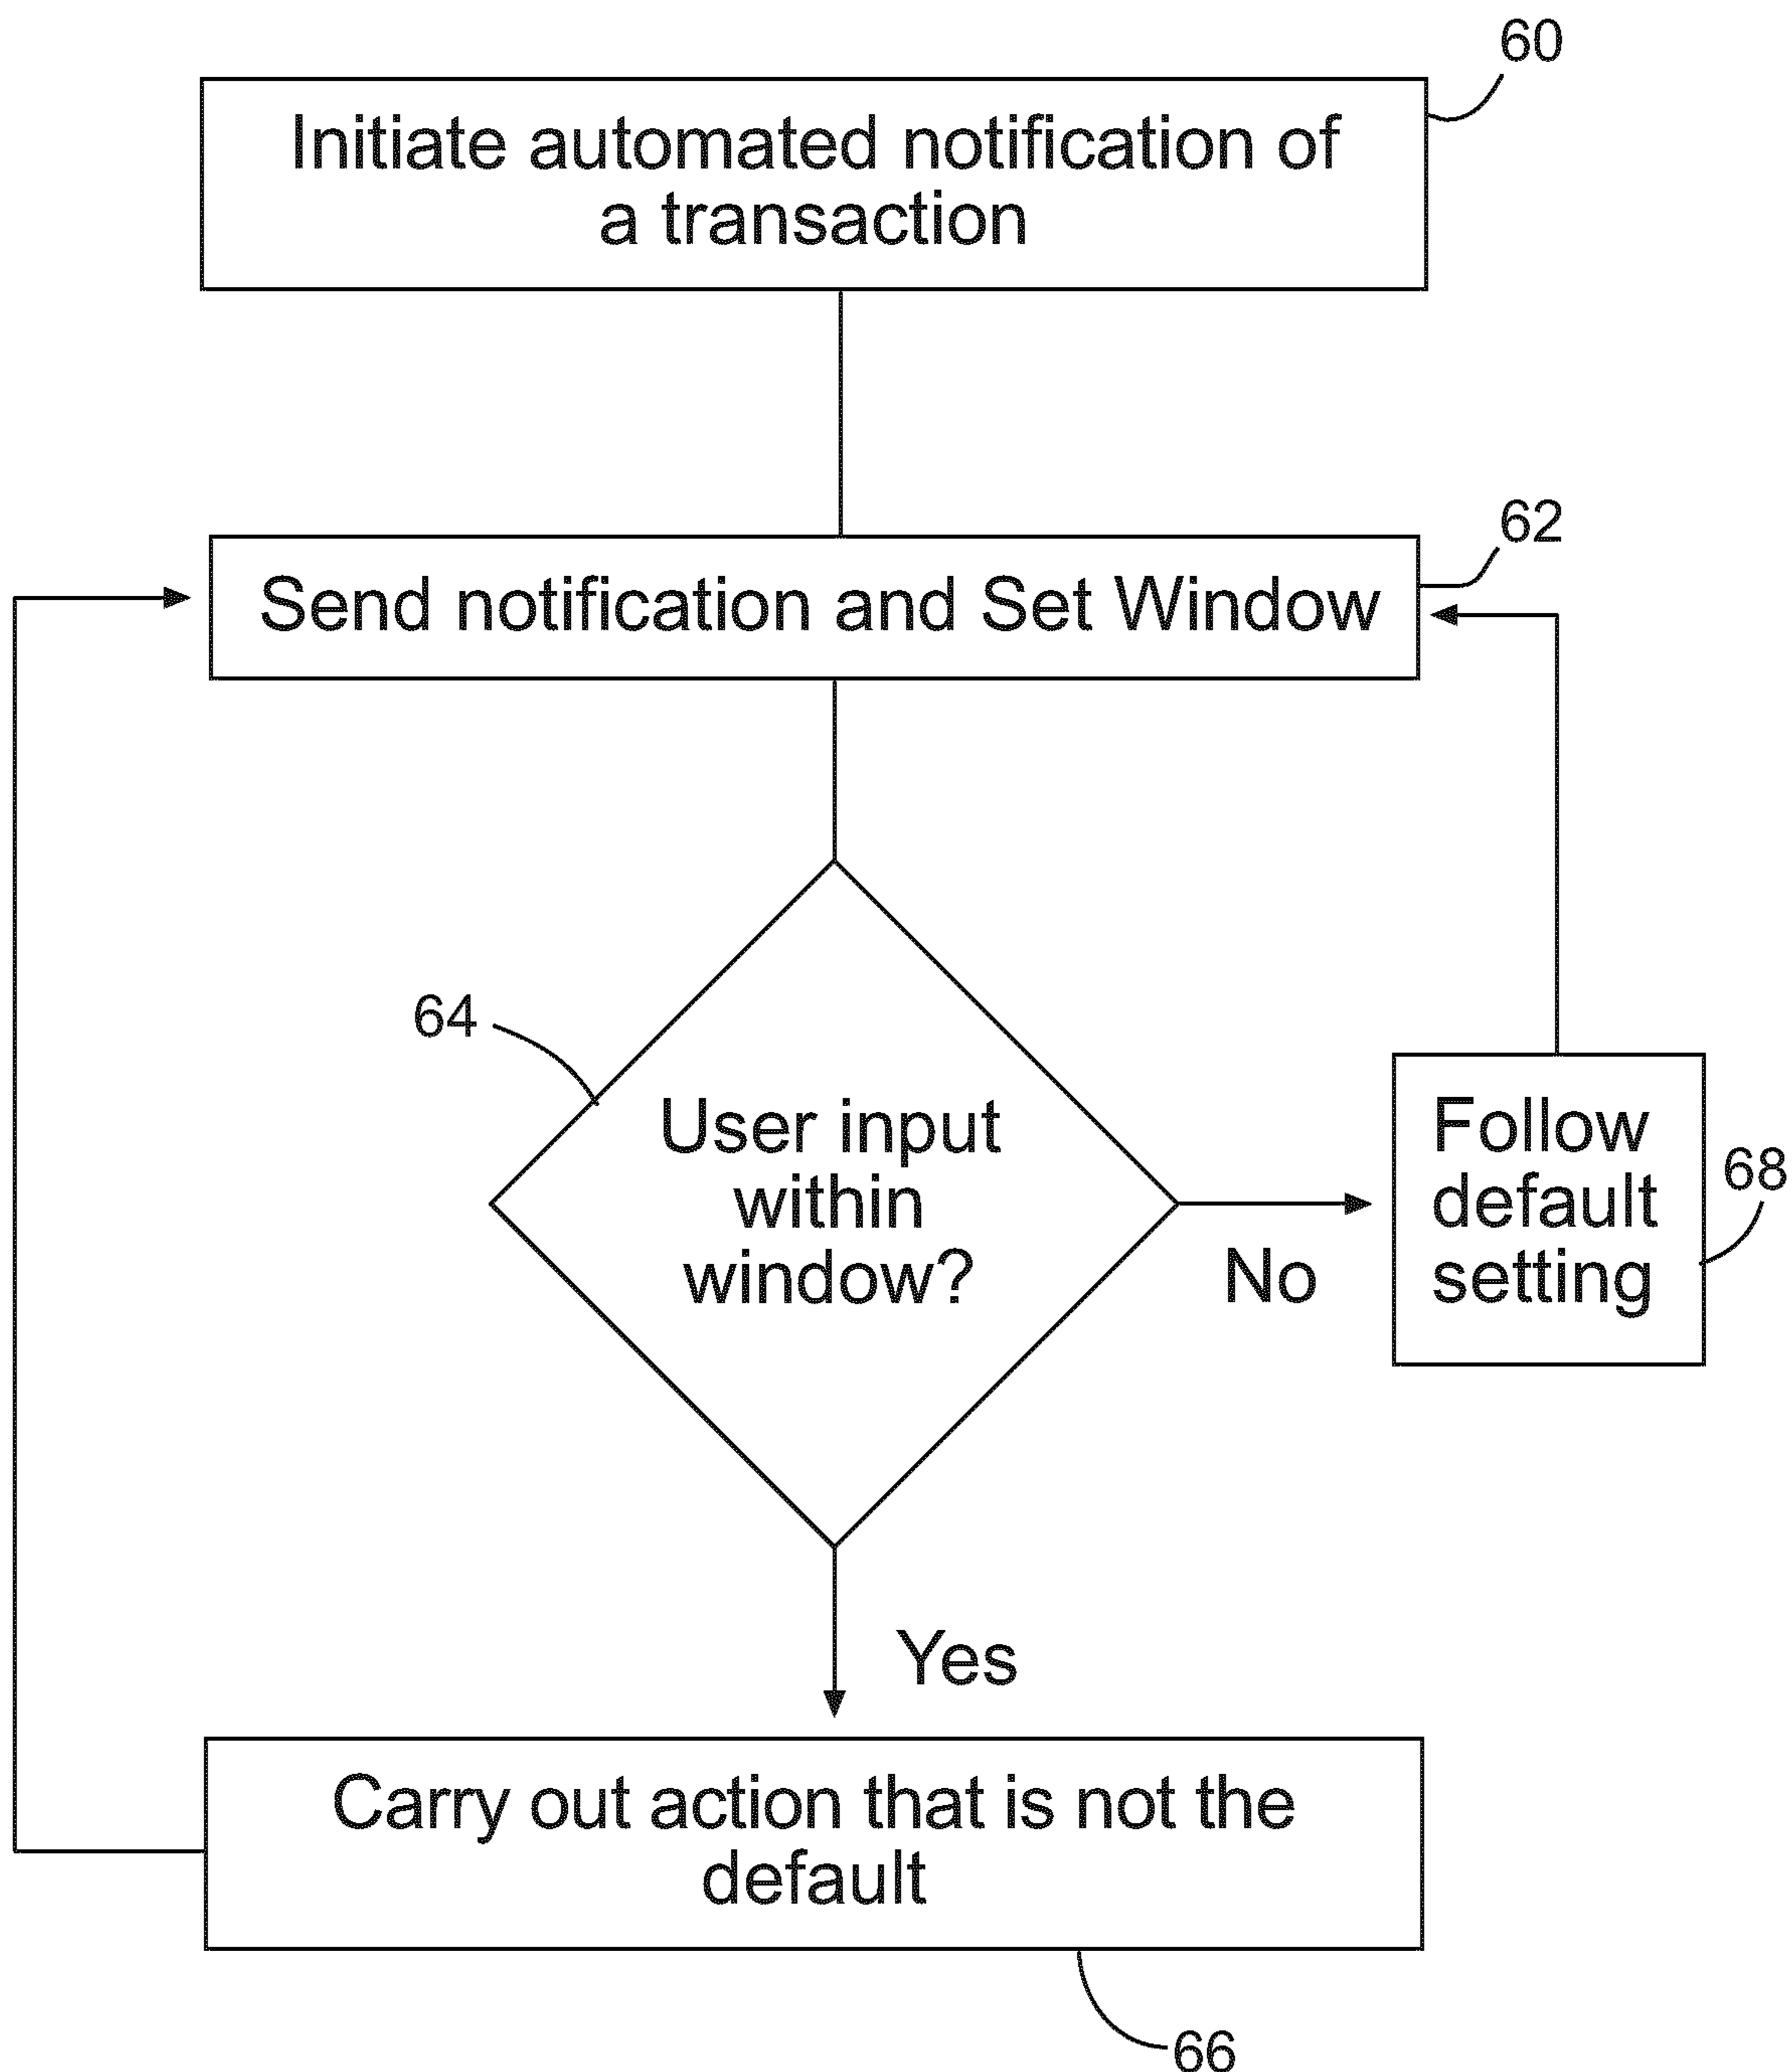 60
Initiate automated notification of
a transaction
62
Send notification and Set Window
64
User input
within
window?
No
Follow
default
setting
68
Yes
Carry out action that is not the
default
66